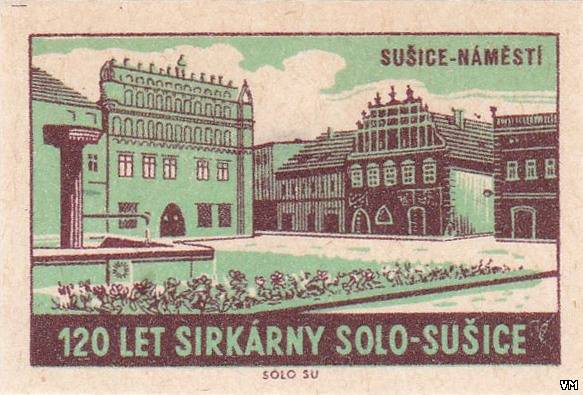 SUŠICE-NÁMĚSTÍ
120 LET SIRKÁRNY SOLO-SUŠICE
SOLO SU
VM